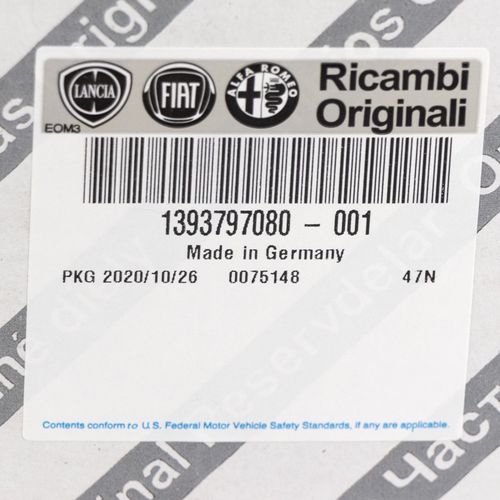 LANCIA FIAT ALFA ROMEO Ricambi
Originali
EOM3
1393797080 - 001
Made in Germany
PKG 2020/10/26 0075148 47N
Contents conform to U.S. Federal Motor Vehicle Safety Standards, if any are applicable.